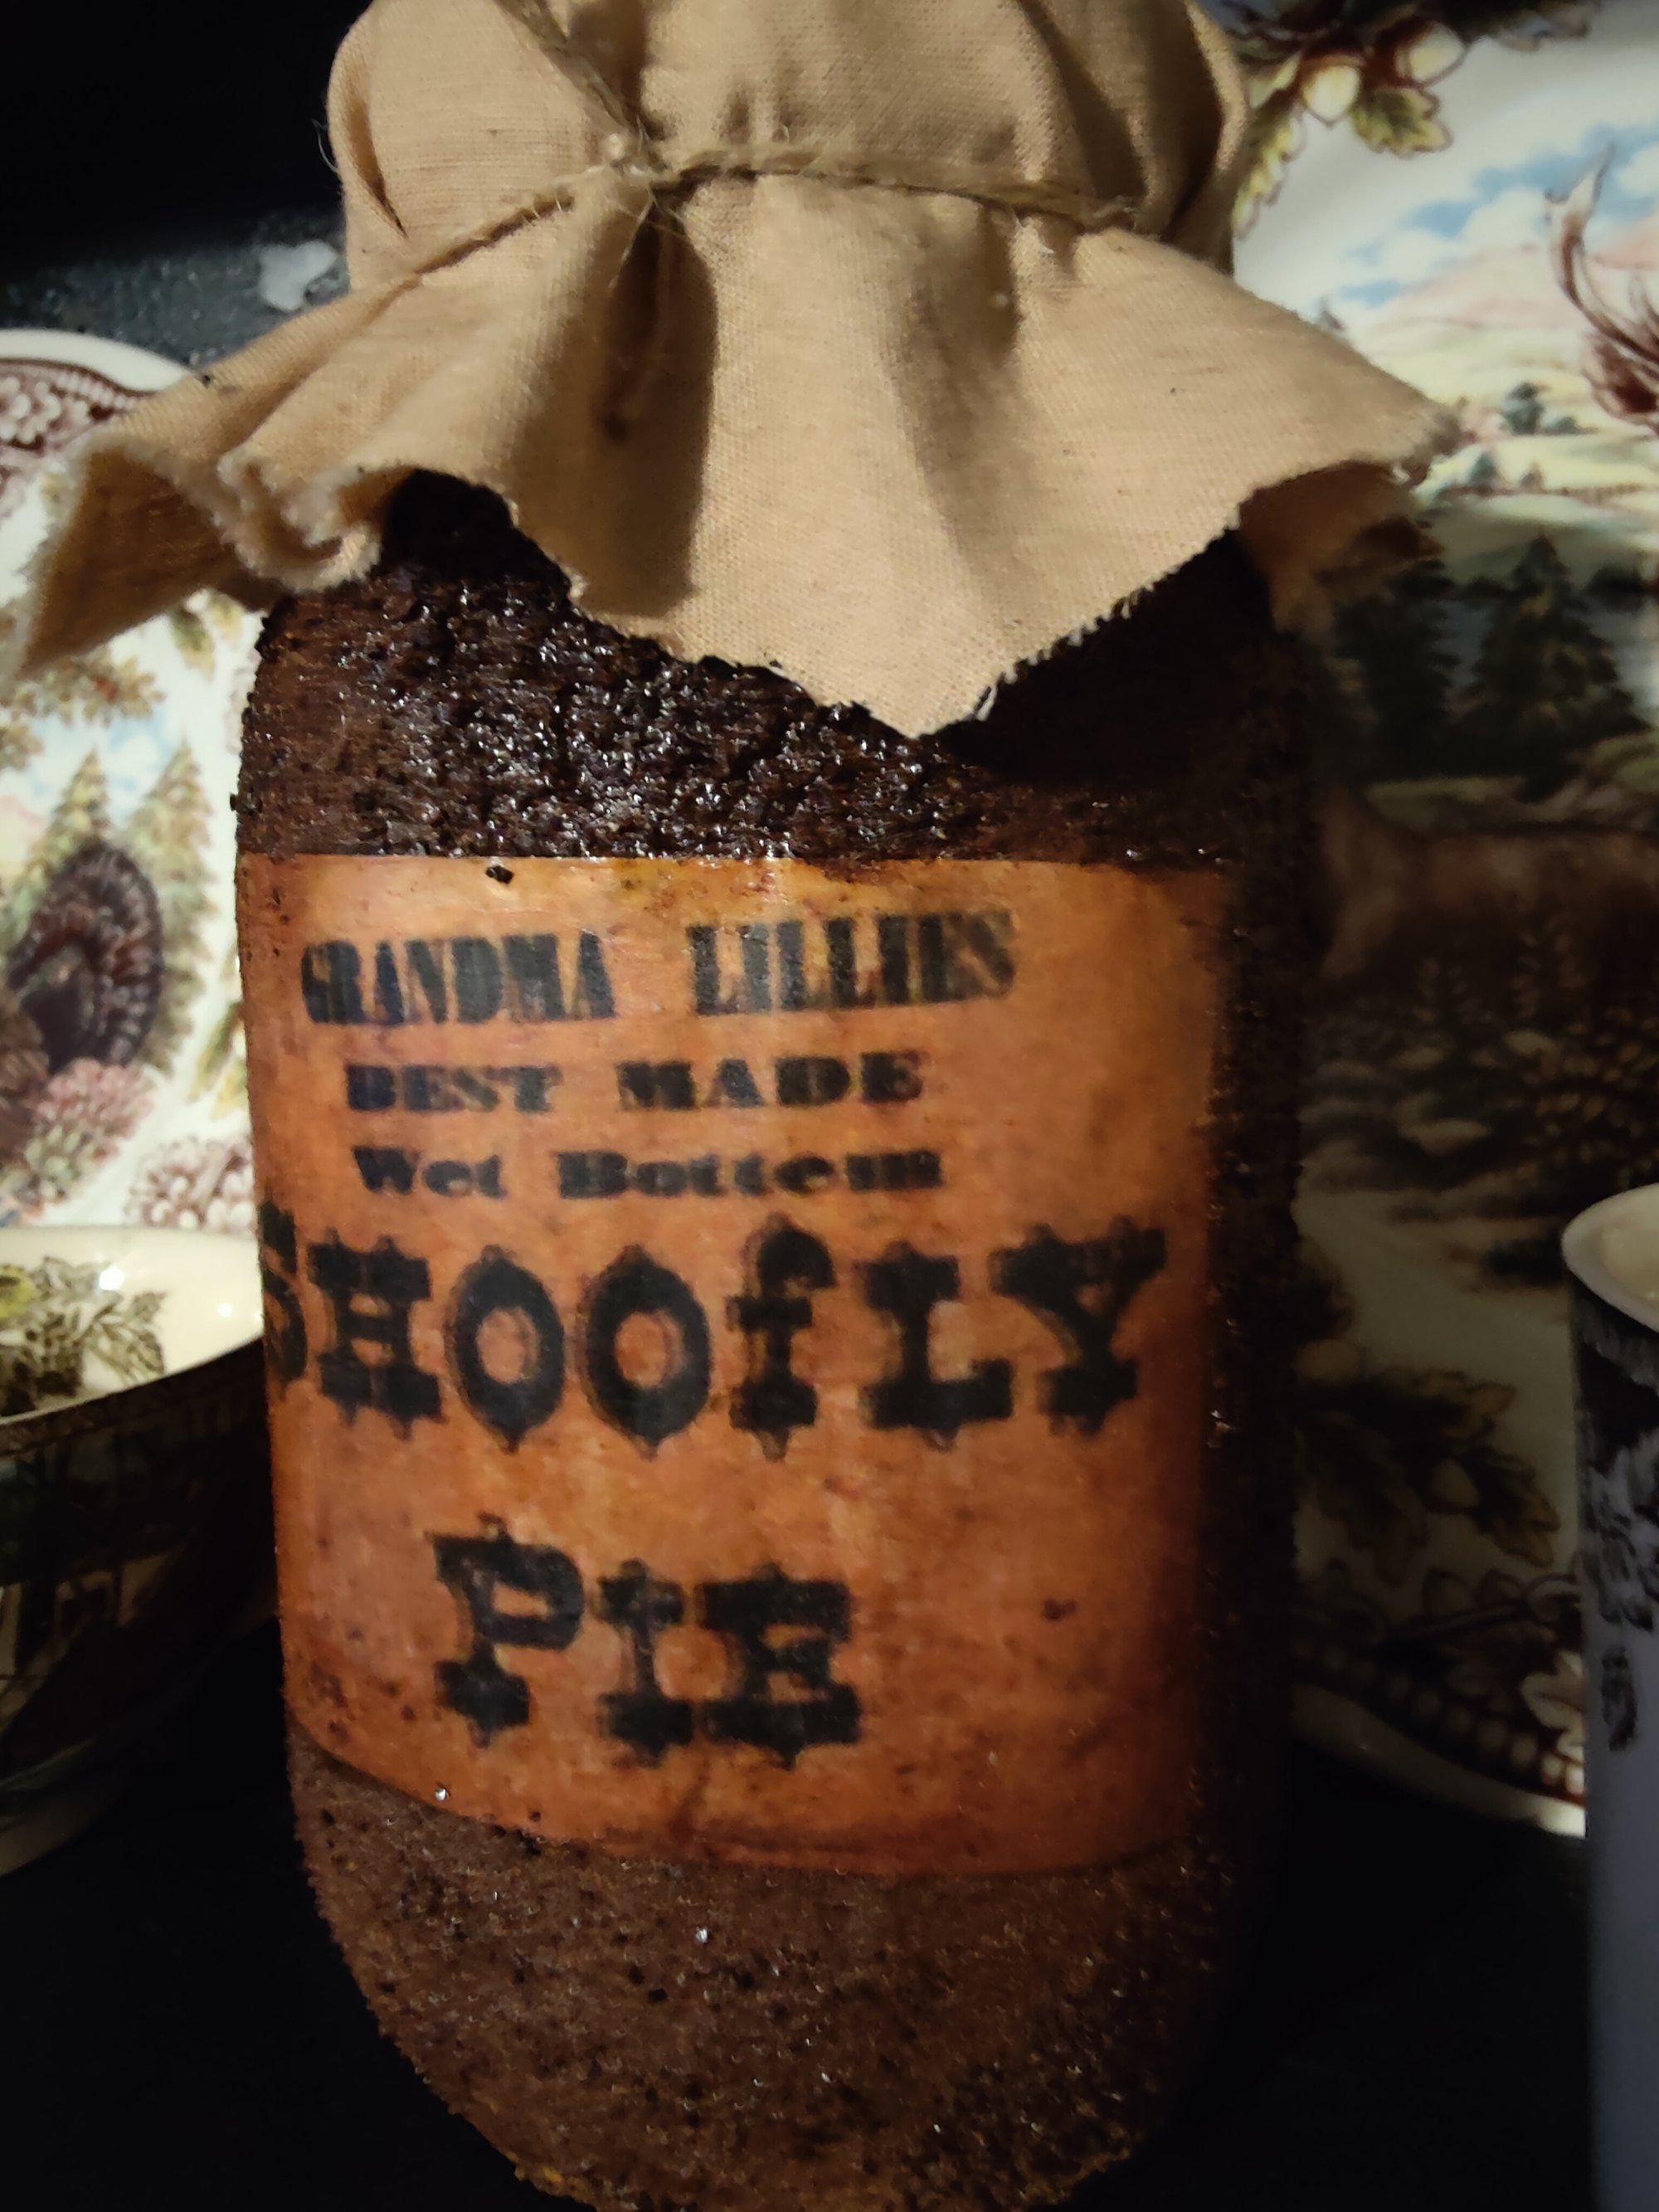 GRANDMA LILLIES
BEST MADE
Wet Bottom
SHOOfLY
PIE